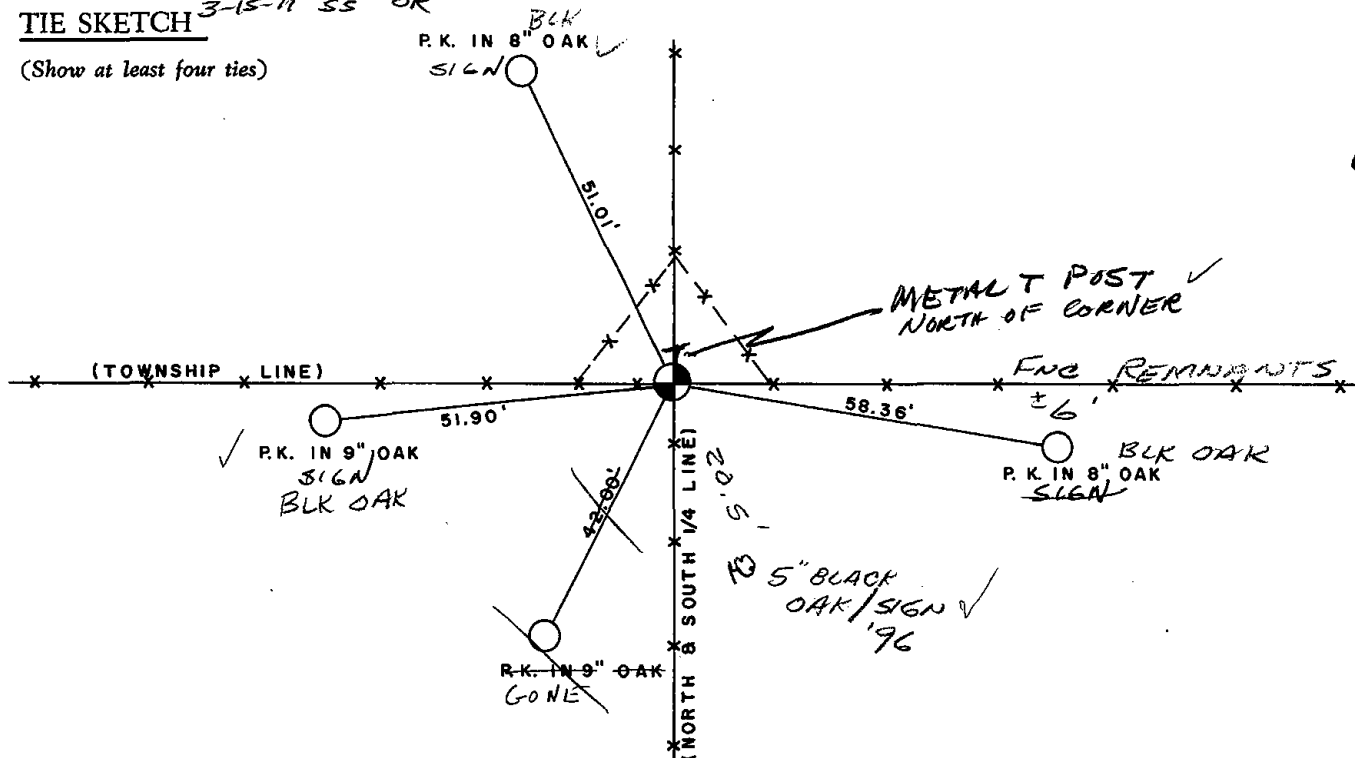 TIE SKETCH 3-15-11 SS OK
(Show at least four ties)
BLK
P.K. IN 8" OAK ✓
SIGN
51.01'
METAL T POST ✓
NORTH OF CORNER
(TOWNSHIP LINE)
FNC REMNANTS
±6'
51.90'
58.36'
✓ P.K. IN 9" OAK
SIGN
BLK OAK
BLK OAK
P.K. IN 8" OAK
SIGN
42.00'
(NORTH & SOUTH 1/4 LINE)
20.5'
TO 5" BLACK
OAK/SIGN ✓
'96
P.K. IN 9" OAK
GONE